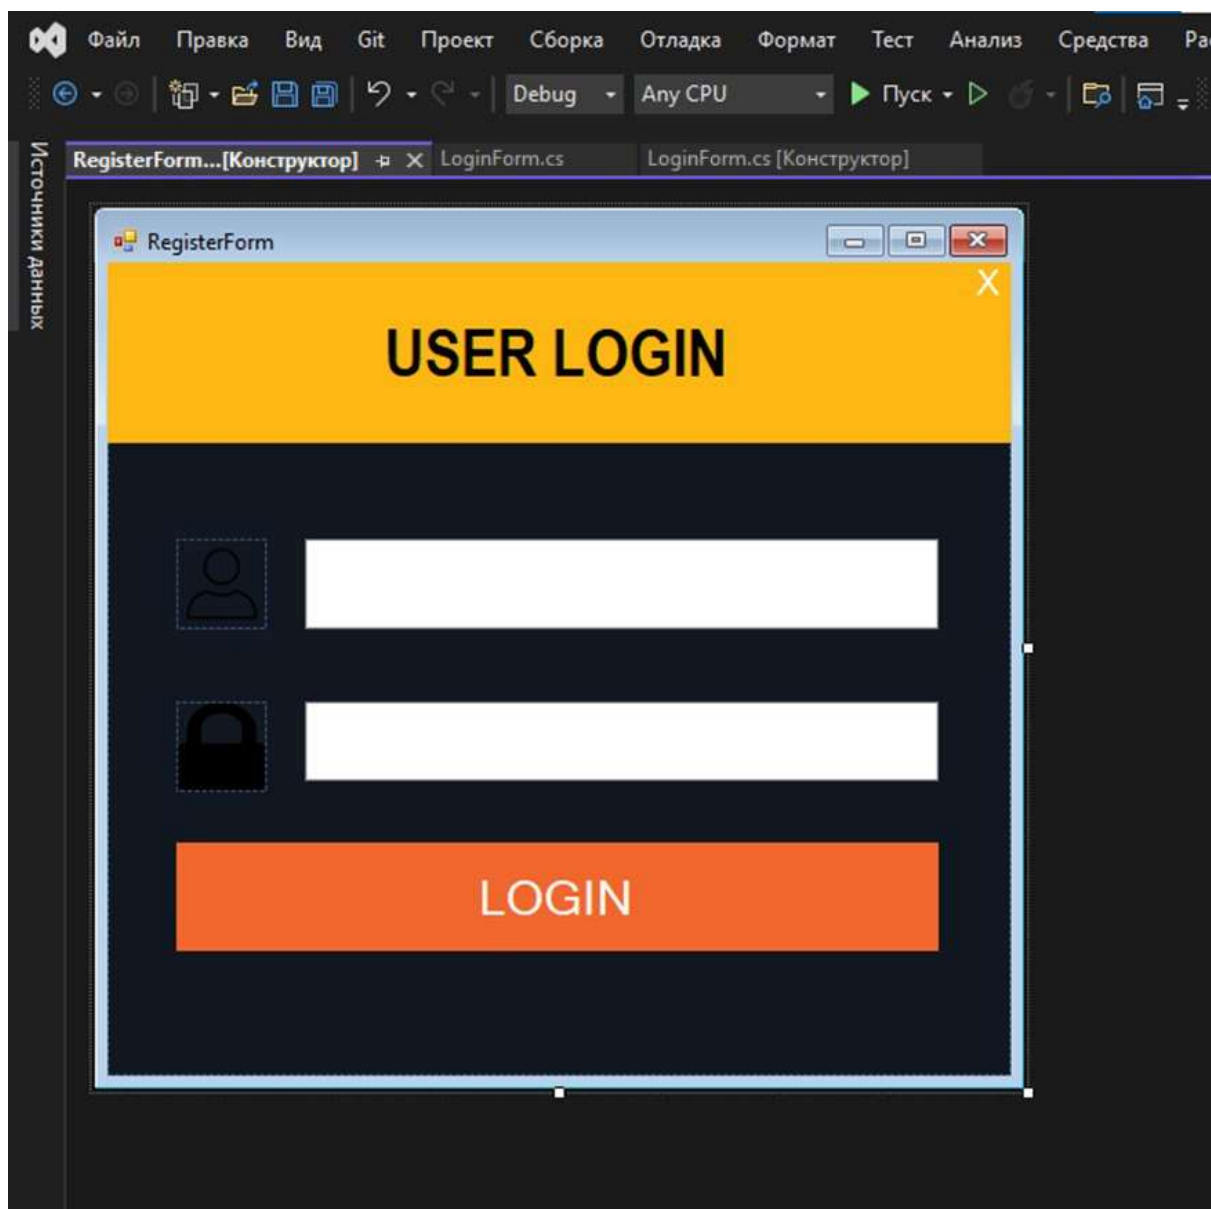 Файл Правка Вид Git Проект Сборка Отладка Формат Тест Анализ Средства
Debug Any CPU Пуск
Источники данных
RegisterForm...[Конструктор] LoginForm.cs LoginForm.cs [Конструктор]
RegisterForm
X
USER LOGIN
LOGIN